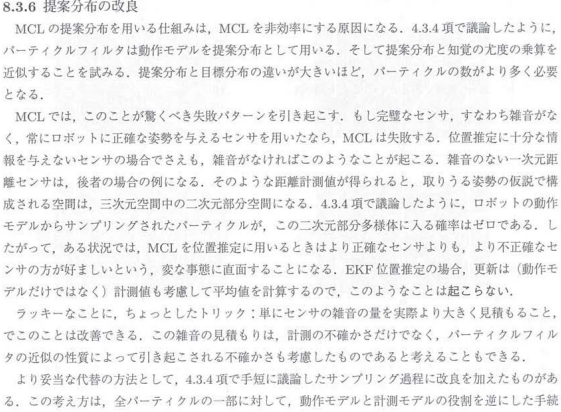 8.3.6 提案分布の改良
MCL の提案分布を用いる仕組みは，MCL を非効率にする原因になる．4.3.4 項で議論したように，
パーティクルフィルタは動作モデルを提案分布として用いる．そして提案分布と知覚の尤度の乗算を
近似することを試みる．提案分布と目標分布の違いが大きいほど，パーティクルの数がより多く必要
となる．
MCL では，このことが驚くべき失敗パターンを引き起こす．もし完璧なセンサ，すなわち雑音がな
く，常にロボットに正確な姿勢を与えるセンサを用いたなら，MCL は失敗する．位置推定に十分な情
報を与えないセンサの場合でさえも，雑音がなければこのようなことが起こる．雑音のない一次元距
離センサは，後者の場合の例になる．そのような距離計測値が得られると，取りうる姿勢の仮説で構
成される空間は，三次元空間中の二次元部分空間になる．4.3.4 項で議論したように，ロボットの動作
モデルからサンプリングされたパーティクルが，この二次元部分多様体に入る確率はゼロである．し
たがって，ある状況では，MCL を位置推定に用いるときはより正確なセンサよりも，より不正確なセ
ンサの方が好ましいという，変な事態に直面することになる．EKF 位置推定の場合，更新は（動作モ
デルだけではなく）計測値も考慮して平均値を計算するので，このようなことは起こらない．
ラッキーなことに，ちょっとしたトリック：単にセンサの雑音の量を実際より大きく見積もること，
でこのことは改善できる．この雑音の見積もりは，計測の不確かさだけでなく，パーティクルフィル
タの近似の性質によって引き起こされる不確かさも考慮したものであると考えることもできる．
より妥当な代替の方法として，4.3.4 項で手短に議論したサンプリング過程に改良を加えたものがあ
る．この考え方は，全パーティクルの一部に対して，動作モデルと計測モデルの役割を逆にした手続